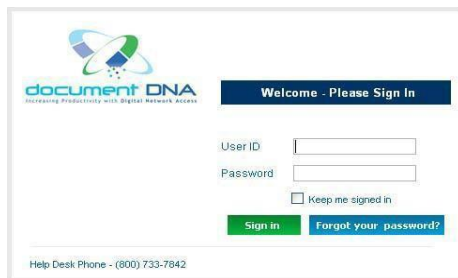 document DNA
Increasing Productivity with Digital Network Access
Welcome - Please Sign In
User ID
Password
Keep me signed in
Sign in
Forgot your password?
Help Desk Phone - (800) 733-7842